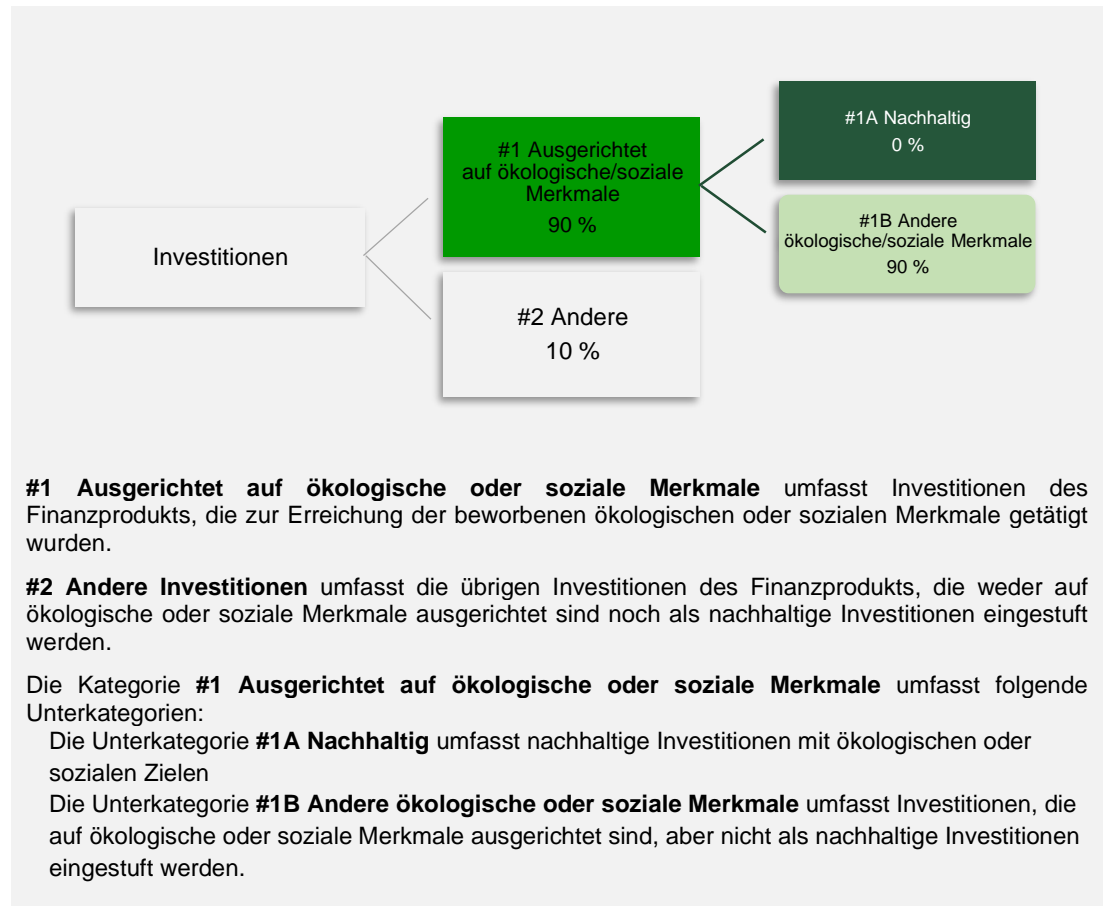 #1A Nachhaltig
0 %
#1 Ausgerichtet
auf ökologische/soziale
Merkmale
90 %
#1B Andere
ökologische/soziale Merkmale
90 %
Investitionen
#2 Andere
10 %
#1 Ausgerichtet auf ökologische oder soziale Merkmale umfasst Investitionen des
Finanzprodukts, die zur Erreichung der beworbenen ökologischen oder sozialen Merkmale getätigt
wurden.
#2 Andere Investitionen umfasst die übrigen Investitionen des Finanzprodukts, die weder auf
ökologische oder soziale Merkmale ausgerichtet sind noch als nachhaltige Investitionen eingestuft
werden.
Die Kategorie #1 Ausgerichtet auf ökologische oder soziale Merkmale umfasst folgende
Unterkategorien:
Die Unterkategorie #1A Nachhaltig umfasst nachhaltige Investitionen mit ökologischen oder
sozialen Zielen
Die Unterkategorie #1B Andere ökologische oder soziale Merkmale umfasst Investitionen, die
auf ökologische oder soziale Merkmale ausgerichtet sind, aber nicht als nachhaltige Investitionen
eingestuft werden.